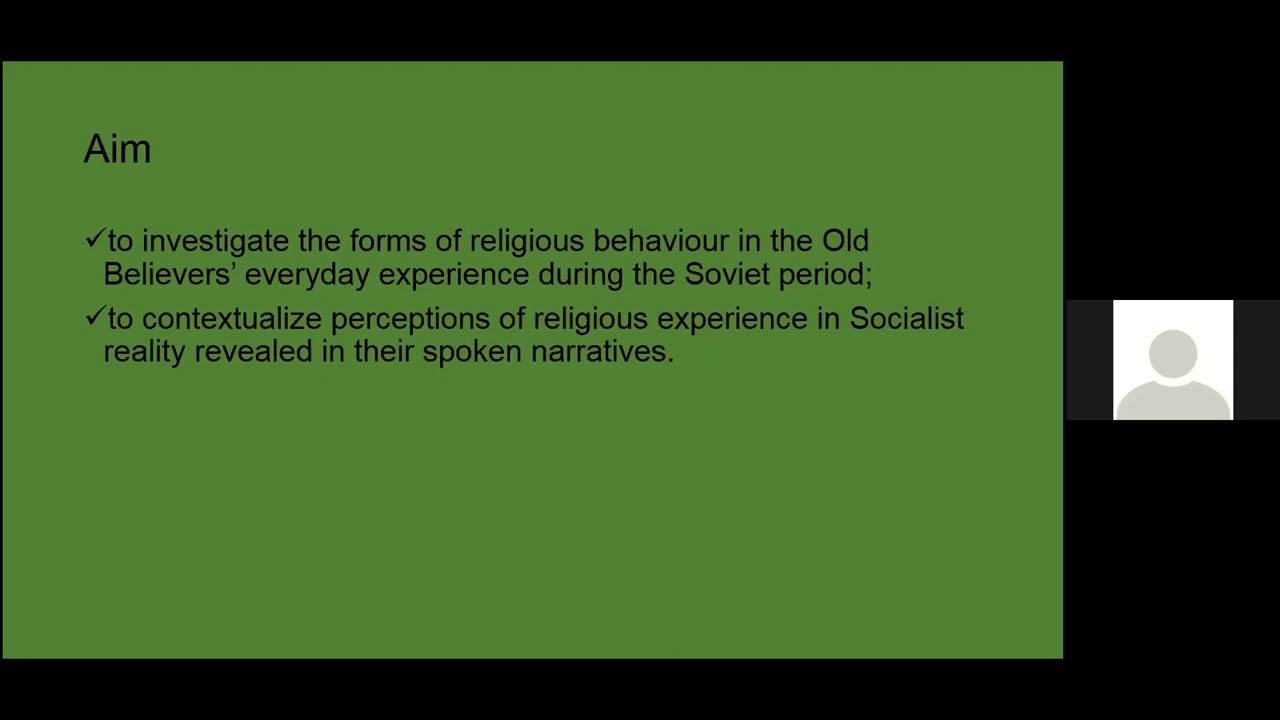 Aim
✓to investigate the forms of religious behaviour in the Old
Believers’ everyday experience during the Soviet period;
✓to contextualize perceptions of religious experience in Socialist
reality revealed in their spoken narratives.